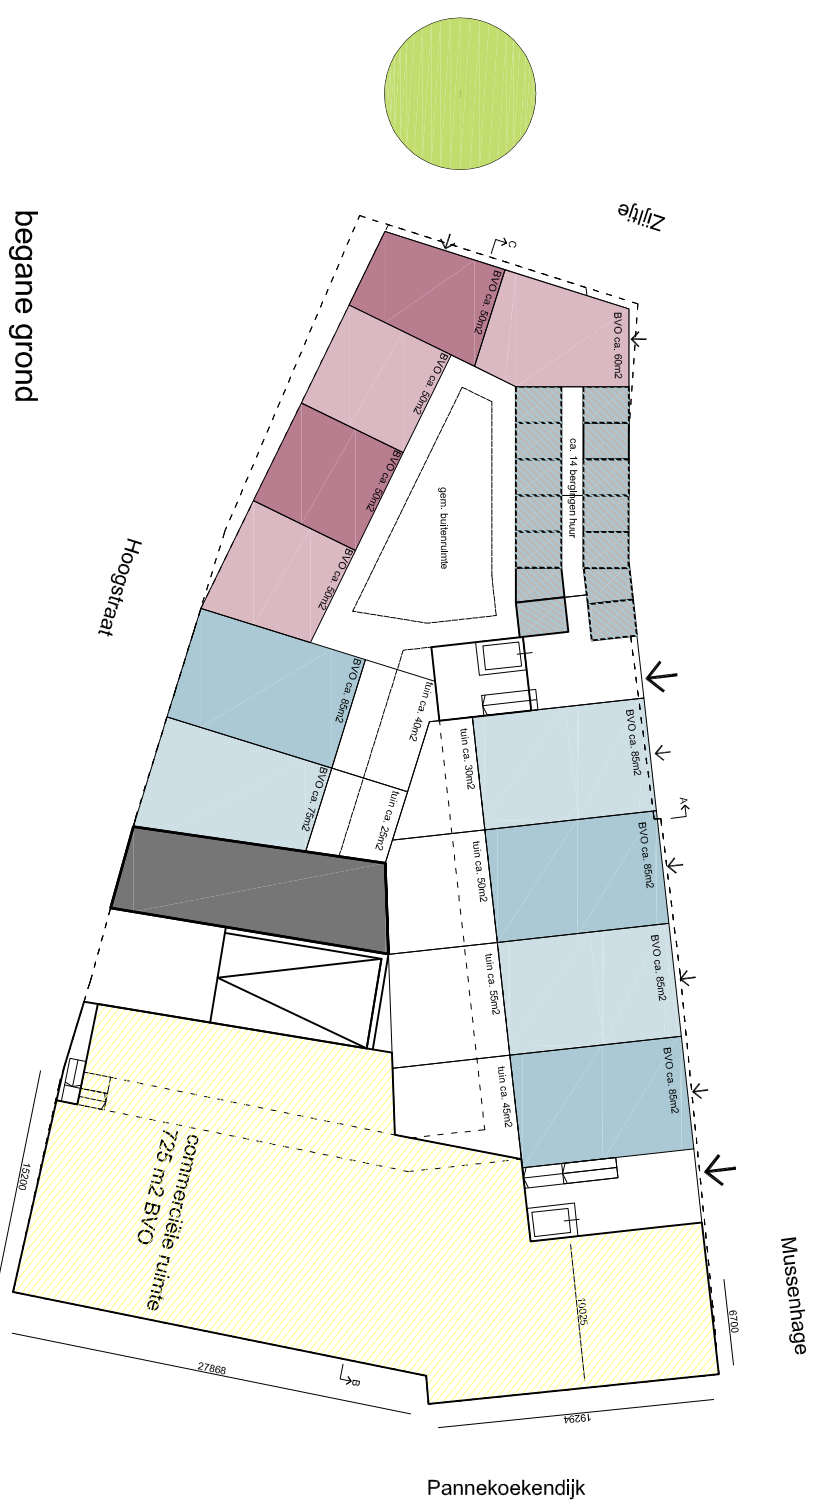 Zijltje
C
begane grond
BVO ca. 50m2
BVO ca. 60m2
BVO ca. 50m2
BVO ca. 50m2
BVO ca. 50m2
ca. 14 bergingen huur
gem. buitenruimte
Hoogstraat
BVO ca. 85m2
tuin ca. 40m2
BVO ca. 75m2
tuin ca. 25m2
tuin ca. 30m2
BVO ca. 85m2
A
tuin ca. 50m2
BVO ca. 85m2
tuin ca. 55m2
BVO ca. 85m2
tuin ca. 45m2
BVO ca. 85m2
commerciële ruimte
725 m2 BVO
15200
27868
B
10025
6700
19294
Mussenhage
Pannekoekendijk